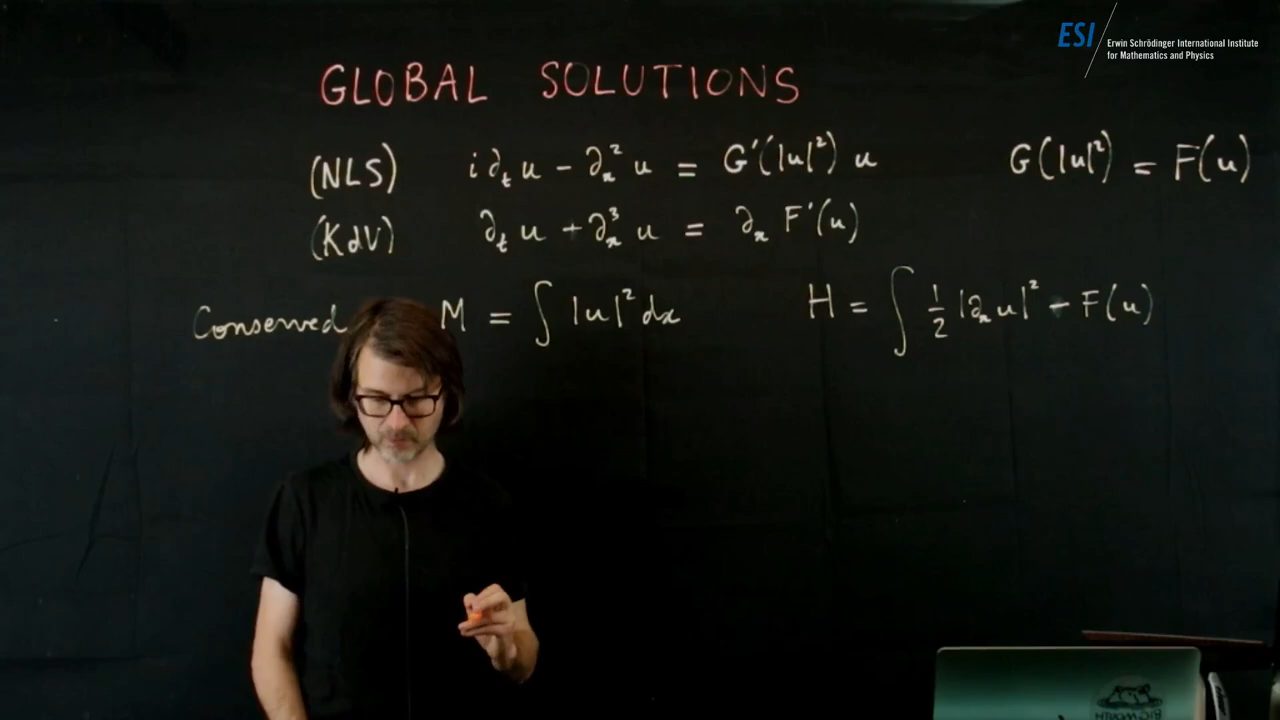 ESI Erwin Schrödinger International Institute
for Mathematics and Physics
GLOBAL SOLUTIONS
(NLS) i∂ₜu − ∂ₓ²u = G′(|u|²) u G(|u|²) = F(u)
(KdV) ∂ₜu + ∂ₓ³u = ∂ₓ F′(u)
Conserved M = ∫ |u|² dx H = ∫ ½ |∂ₓu|² − F(u)